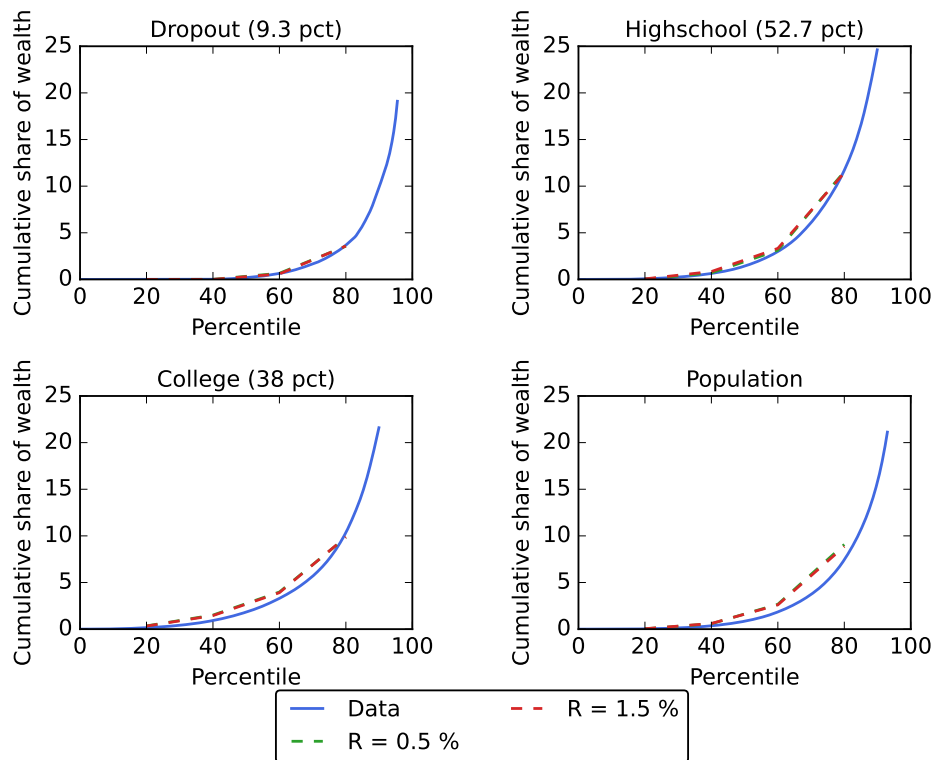 Dropout (9.3 pct)
Cumulative share of wealth
25
20
15
10
5
0
0 20 40 60 80 100
Percentile
Highschool (52.7 pct)
Cumulative share of wealth
25
20
15
10
5
0
0 20 40 60 80 100
Percentile
College (38 pct)
Cumulative share of wealth
25
20
15
10
5
0
0 20 40 60 80 100
Percentile
Population
Cumulative share of wealth
25
20
15
10
5
0
0 20 40 60 80 100
Percentile
Data
R = 0.5 %
R = 1.5 %